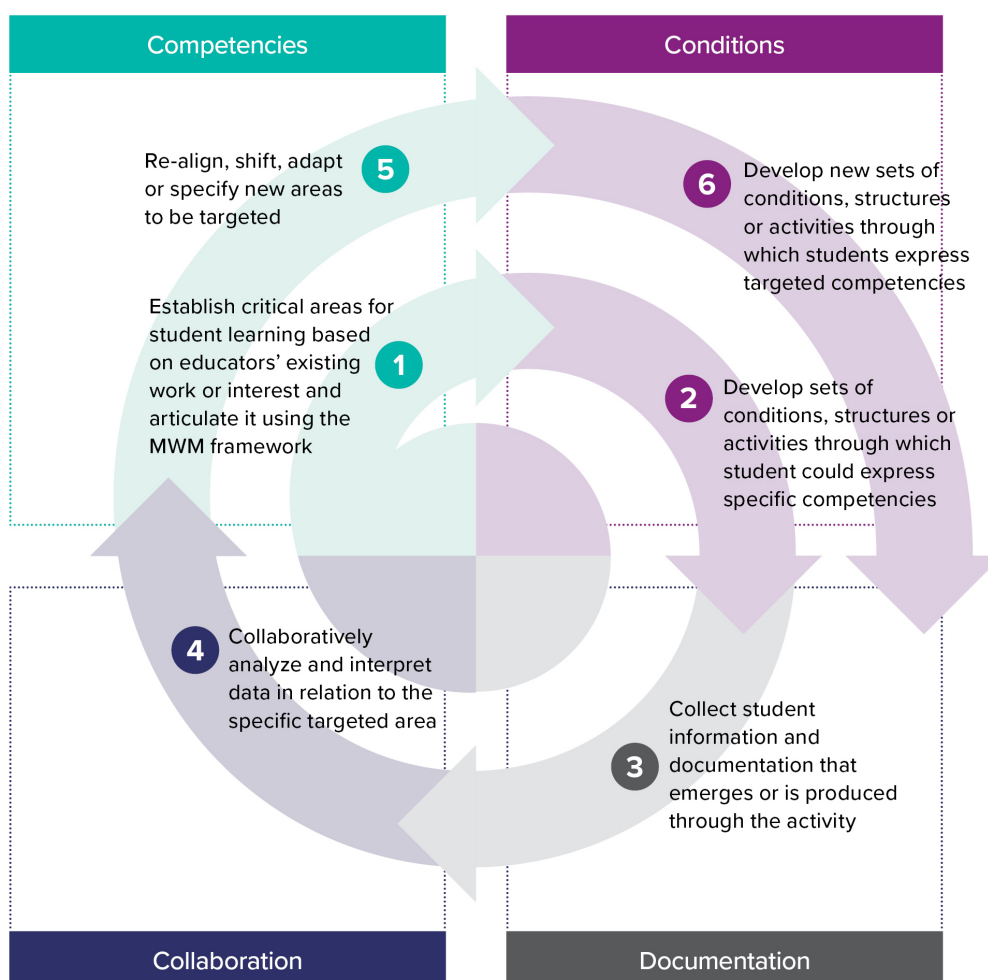 Competencies
Conditions
Re-align, shift, adapt
or specify new areas
to be targeted
5
6
Develop new sets of
conditions, structures
or activities through
which students express
targeted competencies
Establish critical areas for
student learning based
on educators’ existing
work or interest and
articulate it using the
MWM framework
1
2
Develop sets of
conditions, structures or
activities through which
student could express
specific competencies
4
Collaboratively
analyze and interpret
data in relation to the
specific targeted area
3
Collect student
information and
documentation that
emerges or is produced
through the activity
Collaboration
Documentation